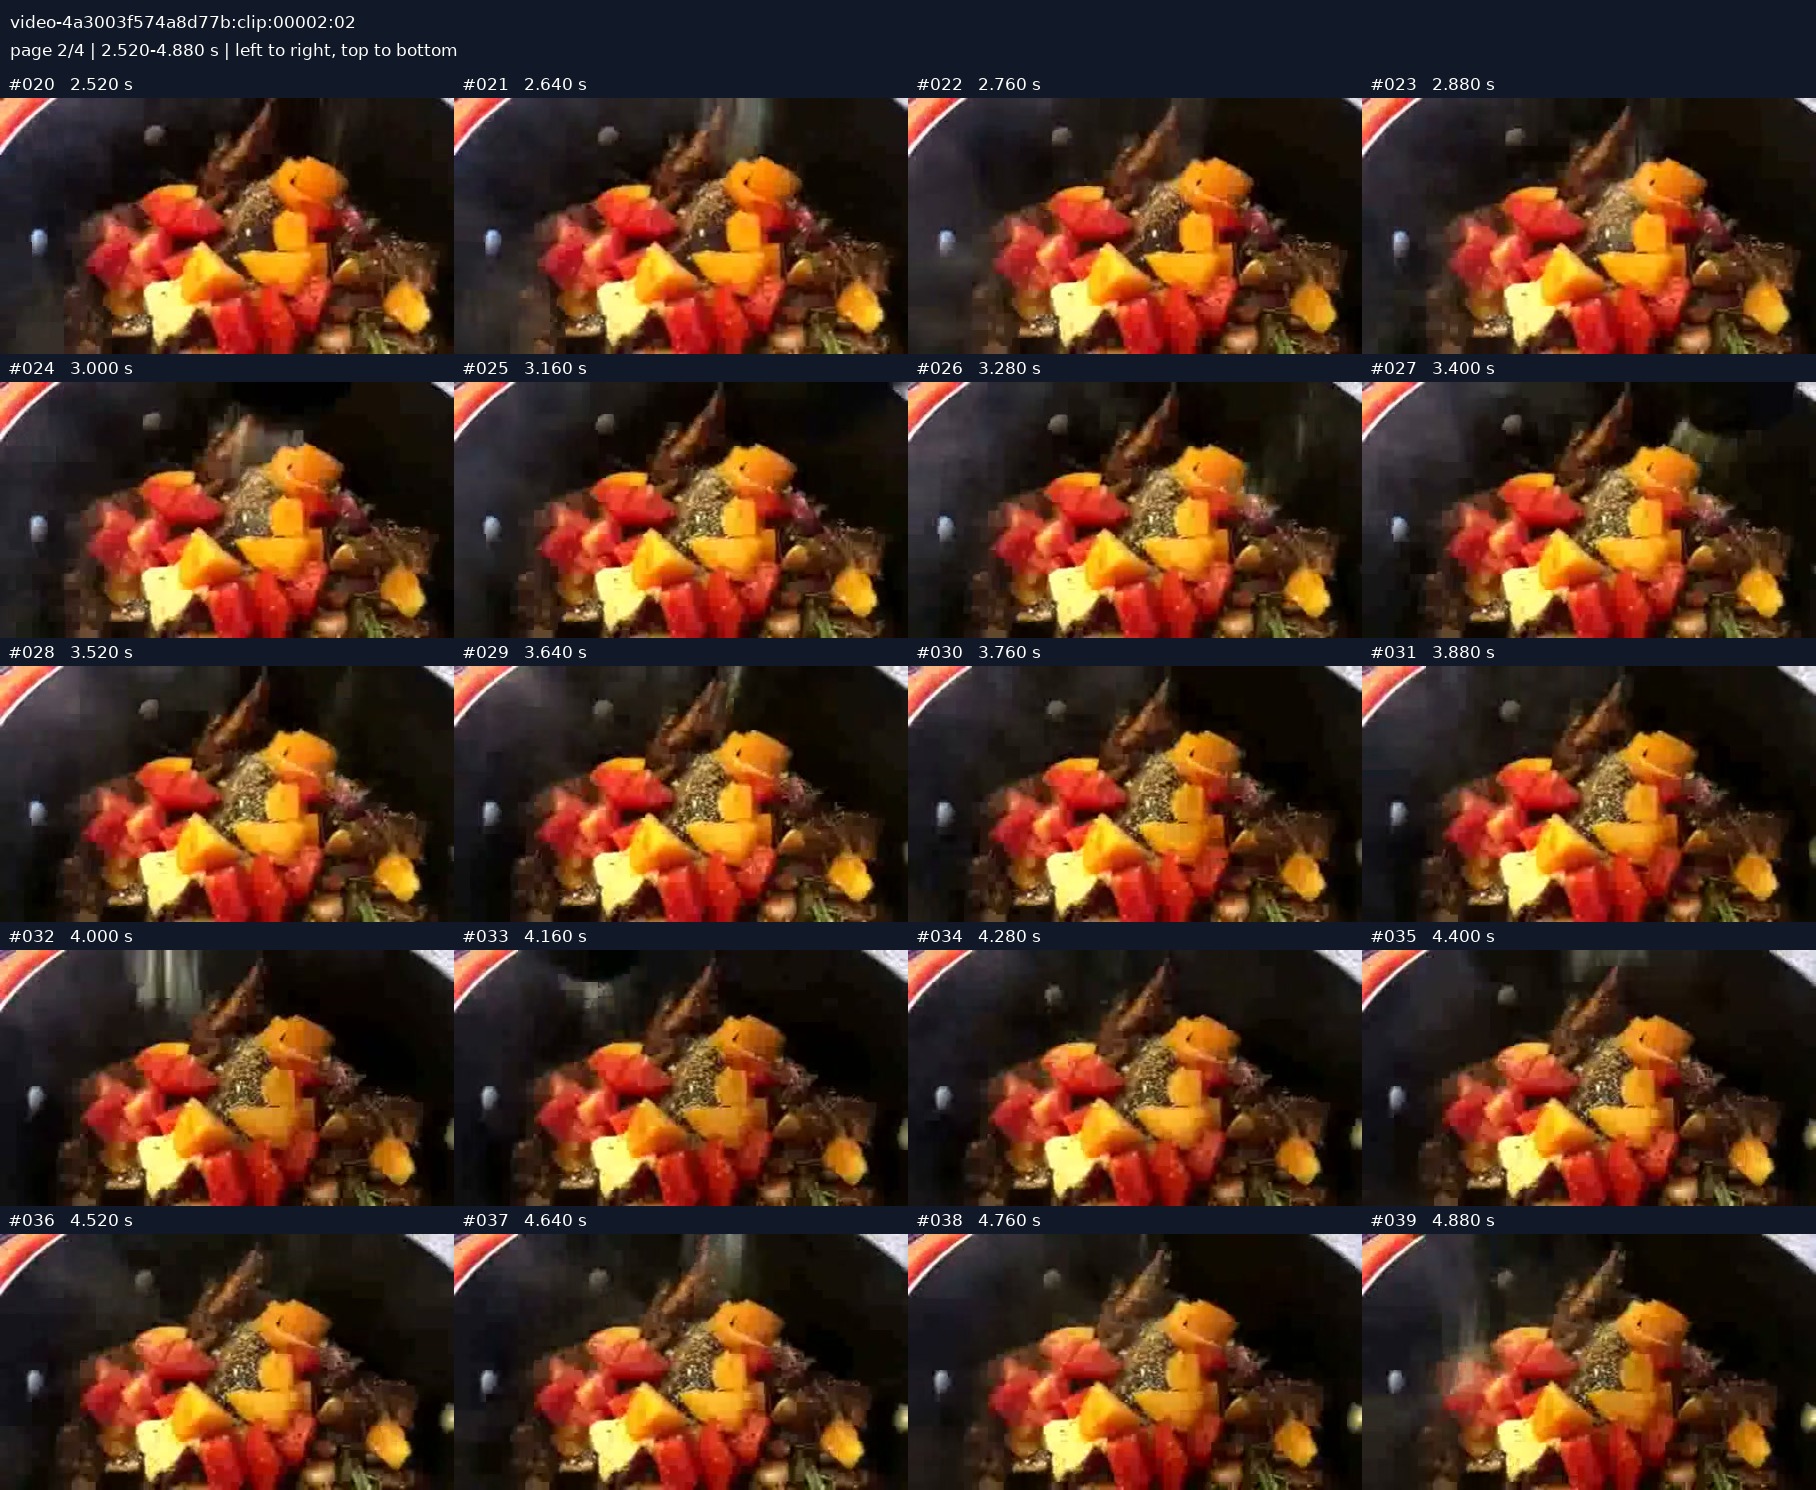 video-4a3003f574a8d77b:clip:00002:02
page 2/4 | 2.520-4.880 s | left to right, top to bottom
#020 2.520 s
#021 2.640 s
#022 2.760 s
#023 2.880 s
#024 3.000 s
#025 3.160 s
#026 3.280 s
#027 3.400 s
#028 3.520 s
#029 3.640 s
#030 3.760 s
#031 3.880 s
#032 4.000 s
#033 4.160 s
#034 4.280 s
#035 4.400 s
#036 4.520 s
#037 4.640 s
#038 4.760 s
#039 4.880 s